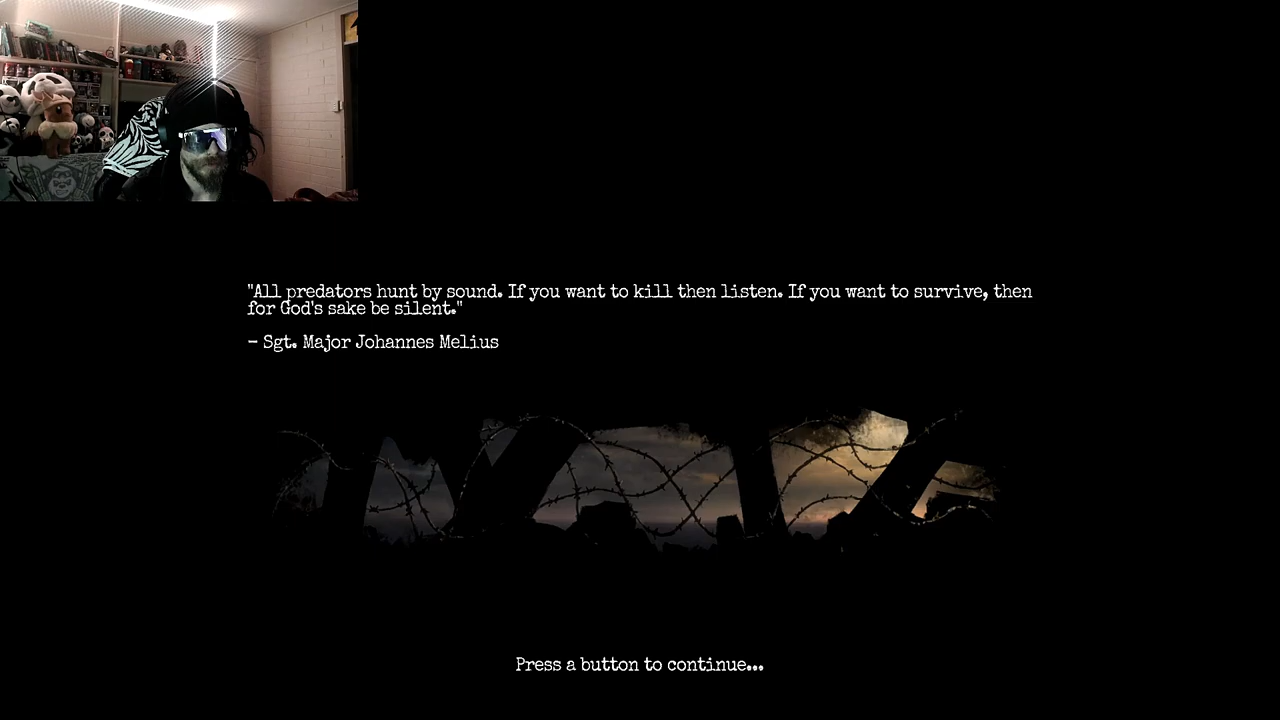 "All predators hunt by sound. If you want to kill then listen. If you want to survive, then
for God's sake be silent."
- Sgt. Major Johannes Melius
Press a button to continue...